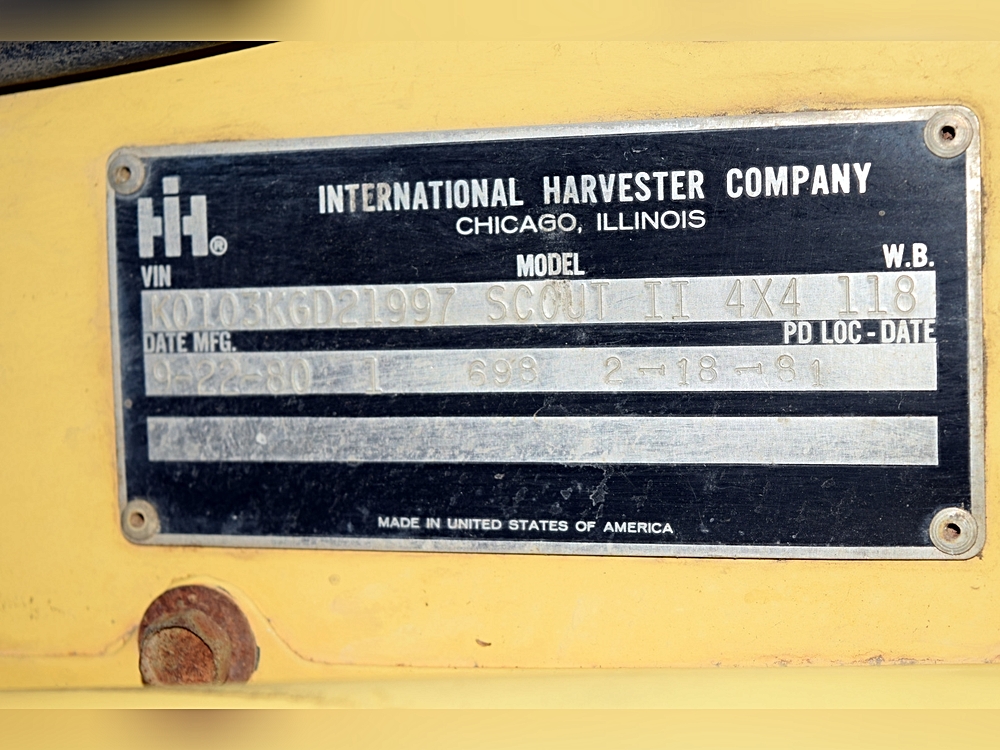 IH®
INTERNATIONAL HARVESTER COMPANY
CHICAGO, ILLINOIS
VIN MODEL W.B.
K0103KGD21997 SCOUT II 4X4 118
DATE MFG. PD LOC - DATE
9-22-80 1 698 2-18-81
MADE IN UNITED STATES OF AMERICA